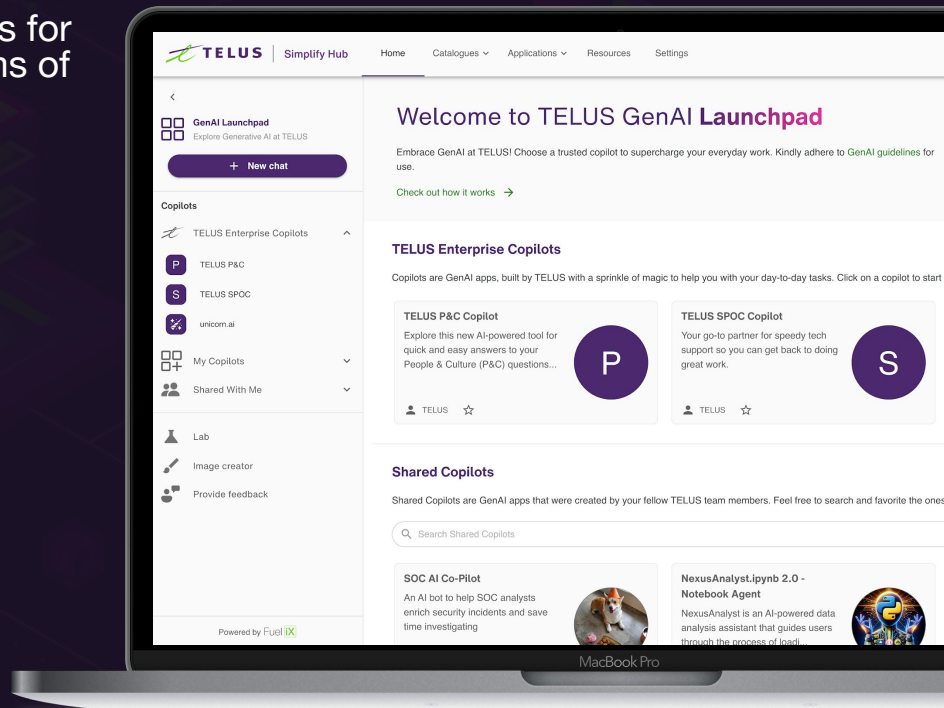 s for
ns of
TELUS Simplify Hub Home Catalogues Applications Resources Settings
GenAI Launchpad
Explore Generative AI at TELUS
+ New chat
Copilots
TELUS Enterprise Copilots
P TELUS P&C
S TELUS SPOC
unicorn.ai
My Copilots
Shared With Me
Lab
Image creator
Provide feedback
Powered by Fuel iX
Welcome to TELUS GenAI Launchpad
Embrace GenAI at TELUS! Choose a trusted copilot to supercharge your everyday work. Kindly adhere to GenAI guidelines for
use.
Check out how it works →
TELUS Enterprise Copilots
Copilots are GenAI apps, built by TELUS with a sprinkle of magic to help you with your day-to-day tasks. Click on a copilot to start
TELUS P&C Copilot
Explore this new AI-powered tool for
quick and easy answers to your
People & Culture (P&C) questions...
P
TELUS
TELUS SPOC Copilot
Your go-to partner for speedy tech
support so you can get back to doing
great work.
S
TELUS
Shared Copilots
Shared Copilots are GenAI apps that were created by your fellow TELUS team members. Feel free to search and favorite the ones
Search Shared Copilots
SOC AI Co-Pilot
An AI bot to help SOC analysts
enrich security incidents and save
time investigating
NexusAnalyst.ipynb 2.0 -
Notebook Agent
NexusAnalyst is an AI-powered data
analysis assistant that guides users
through the process of loadi...
MacBook Pro